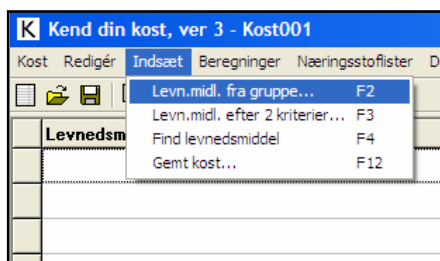 K Kend din kost, ver 3 - Kost001
Kost Redigér Indsæt Beregninger Næringsstoflister
Levn.midl. fra gruppe... F2
Levn.midl. efter 2 kriterier... F3
Find levnedsmiddel F4
Gemt kost... F12
Levnedsm